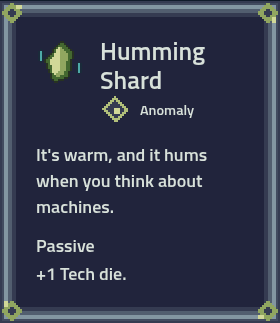 Humming
Shard
Anomaly
It's warm, and it hums
when you think about
machines.
Passive
+1 Tech die.